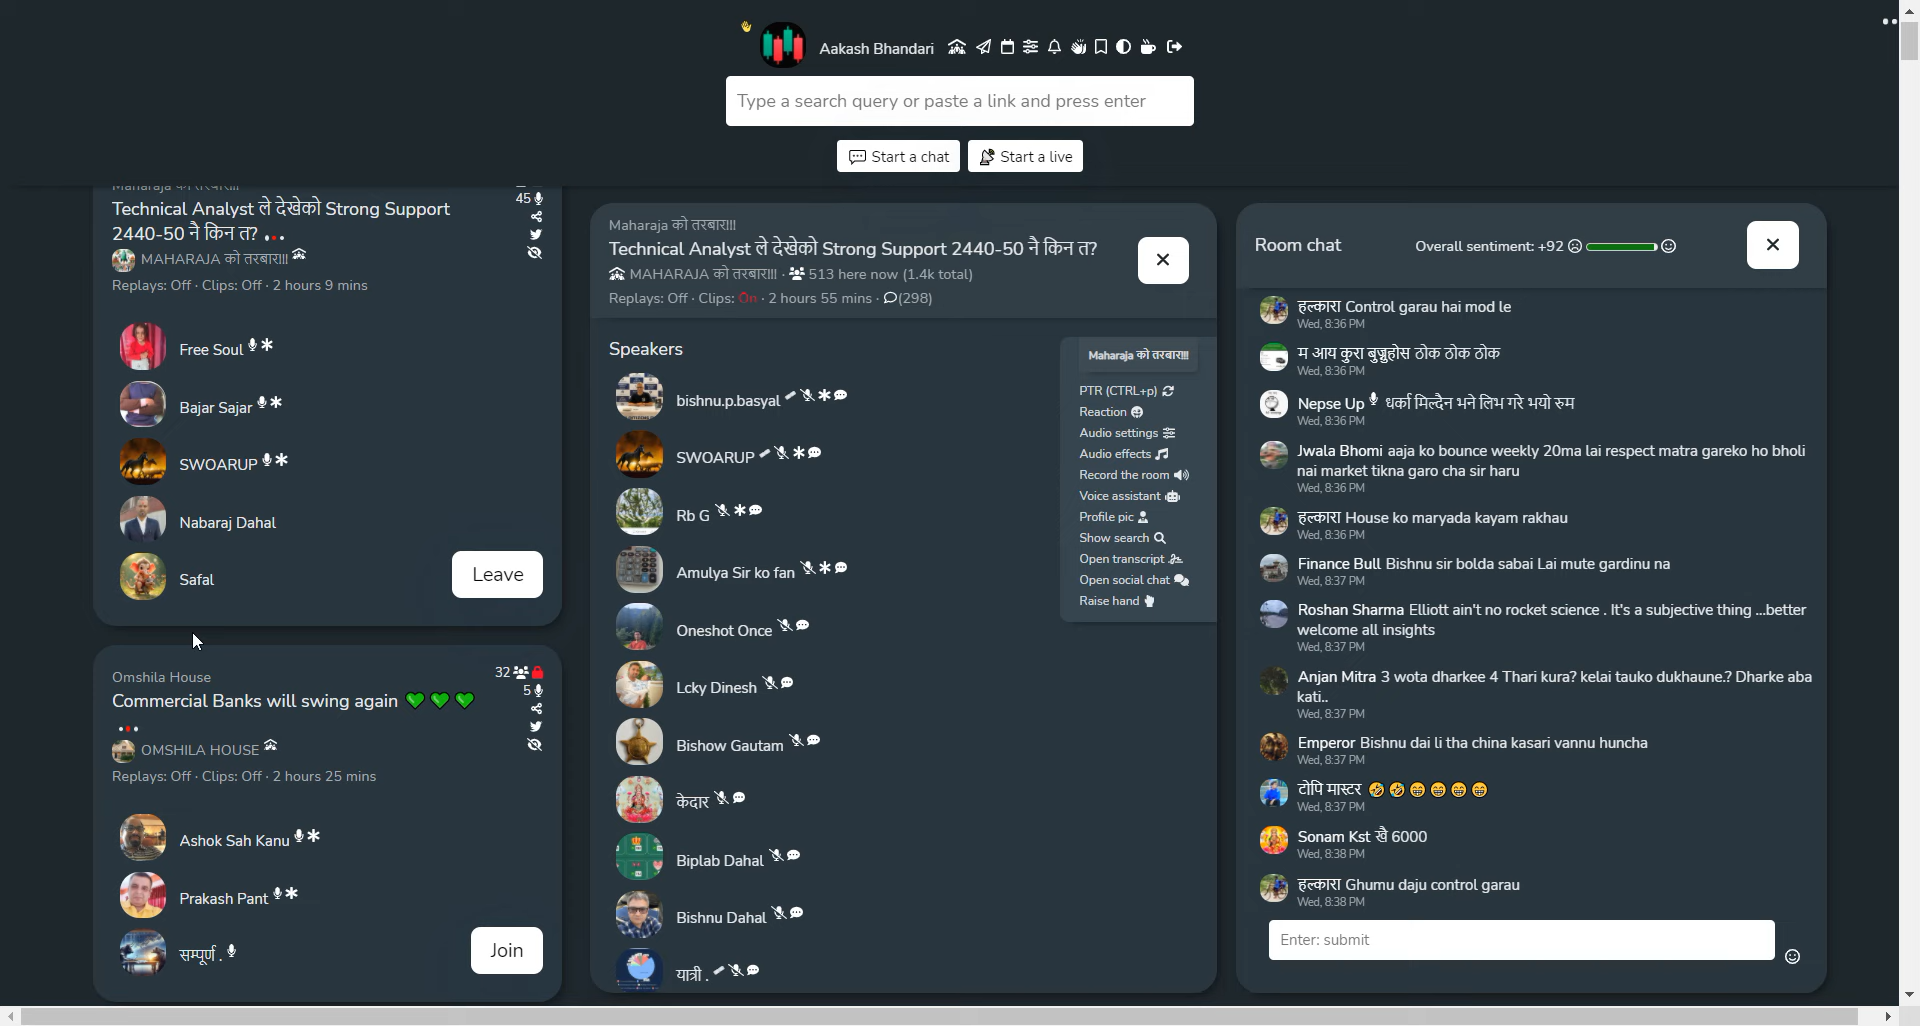 Aakash Bhandari
Type a search query or paste a link and press enter
Start a chat
Start a live
Maharaja को तरबार!!!
45
Technical Analyst ले देखेको Strong Support
2440-50 नै किन त?
MAHARAJA को तरबार!!!
Replays: Off · Clips: Off · 2 hours 9 mins
Free Soul
Bajar Sajar
SWOARUP
Nabaraj Dahal
Safal
Leave
Omshila House
32
5
Commercial Banks will swing again 💚 💚 💚
OMSHILA HOUSE
Replays: Off · Clips: Off · 2 hours 25 mins
Ashok Sah Kanu
Prakash Pant
सम्पूर्ण .
Join
Maharaja को तरबार!!!
Technical Analyst ले देखेको Strong Support 2440-50 नै किन त?
MAHARAJA को तरबार!!! · 513 here now (1.4k total)
Replays: Off · Clips: On · 2 hours 55 mins · (298)
Speakers
bishnu.p.basyal
SWOARUP
Rb G
Amulya Sir ko fan
Oneshot Once
Lcky Dinesh
Bishow Gautam
केदार
Biplab Dahal
Bishnu Dahal
यात्री .
Maharaja को तरबार!!!
PTR (CTRL+p)
Reaction
Audio settings
Audio effects
Record the room
Voice assistant
Profile pic
Show search
Open transcript
Open social chat
Raise hand
Room chat
Overall sentiment: +92
हल्कारा Control garau hai mod le
Wed, 8:36 PM
म आय कुरा बुझ्नुहोस ठोक ठोक ठोक
Wed, 8:36 PM
Nepse Up धर्का मिल्दैन भने लिभ गरे भयो रुम
Wed, 8:36 PM
Jwala Bhomi aaja ko bounce weekly 20ma lai respect matra gareko ho bholi
nai market tikna garo cha sir haru
Wed, 8:36 PM
हल्कारा House ko maryada kayam rakhau
Wed, 8:36 PM
Finance Bull Bishnu sir bolda sabai Lai mute gardinu na
Wed, 8:37 PM
Roshan Sharma Elliott ain't no rocket science . It's a subjective thing ...better
welcome all insights
Wed, 8:37 PM
Anjan Mitra 3 wota dharkee 4 Thari kura? kelai tauko dukhaune.? Dharke aba
kati..
Wed, 8:37 PM
Emperor Bishnu dai li tha china kasari vannu huncha
Wed, 8:37 PM
टोपि मास्टर 🤣🤣😁😁😁😁
Wed, 8:37 PM
Sonam Kst खै 6000
Wed, 8:38 PM
हल्कारा Ghumu daju control garau
Wed, 8:38 PM
Enter: submit